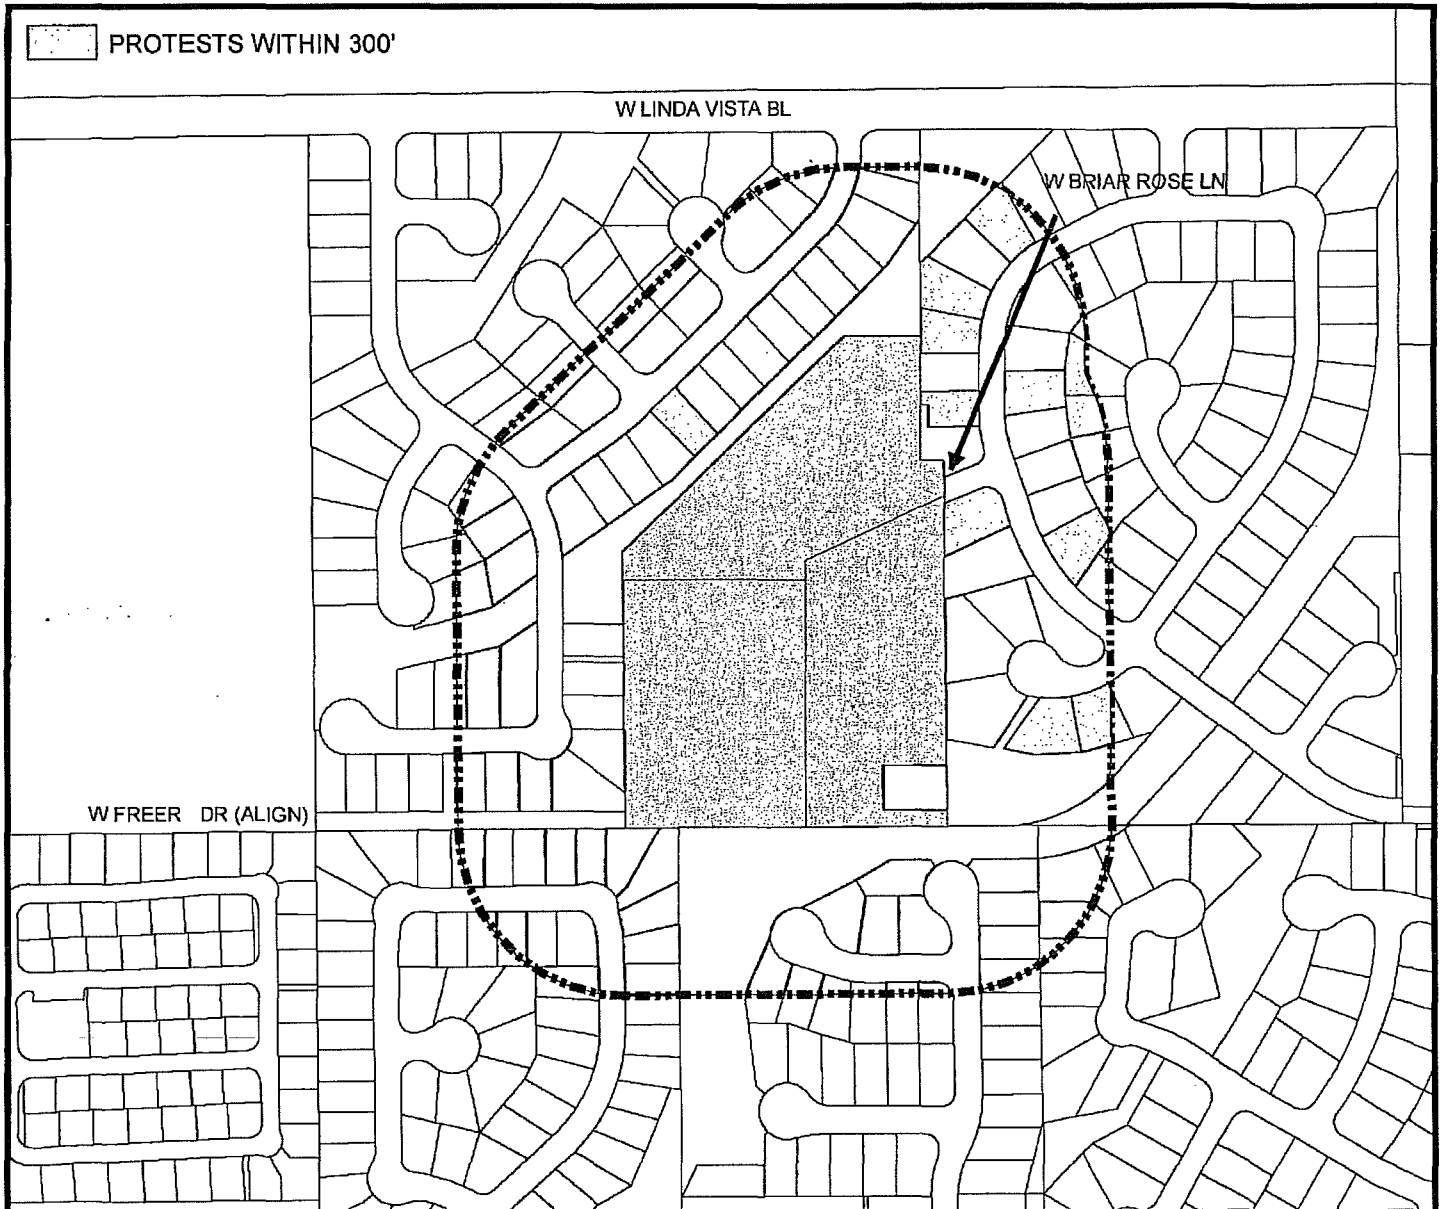 PROTESTS WITHIN 300'
W LINDA VISTA BL
W BRIAR ROSE LN
W FREER DR (ALIGN)